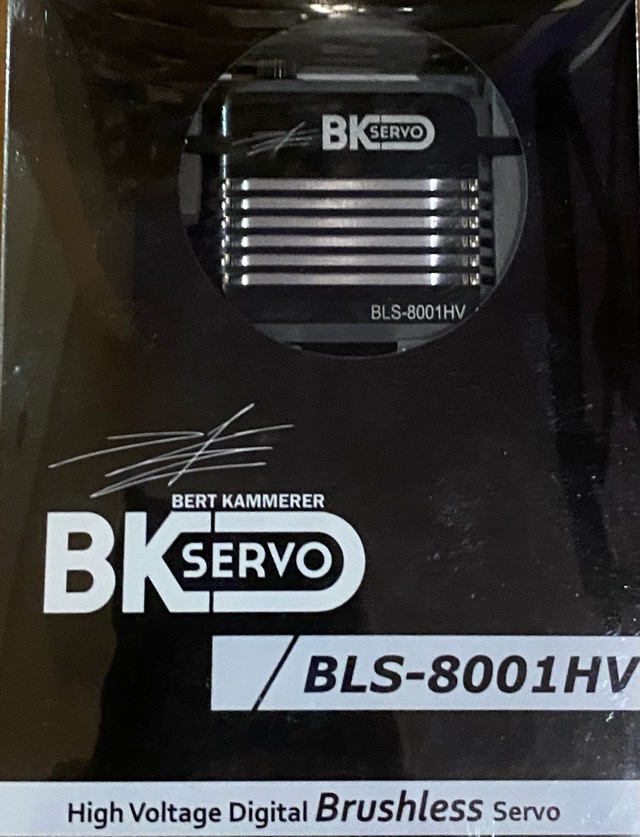 BK SERVO
BLS-8001HV
BERT KAMMERER
BK SERVO
BLS-8001HV
High Voltage Digital Brushless Servo